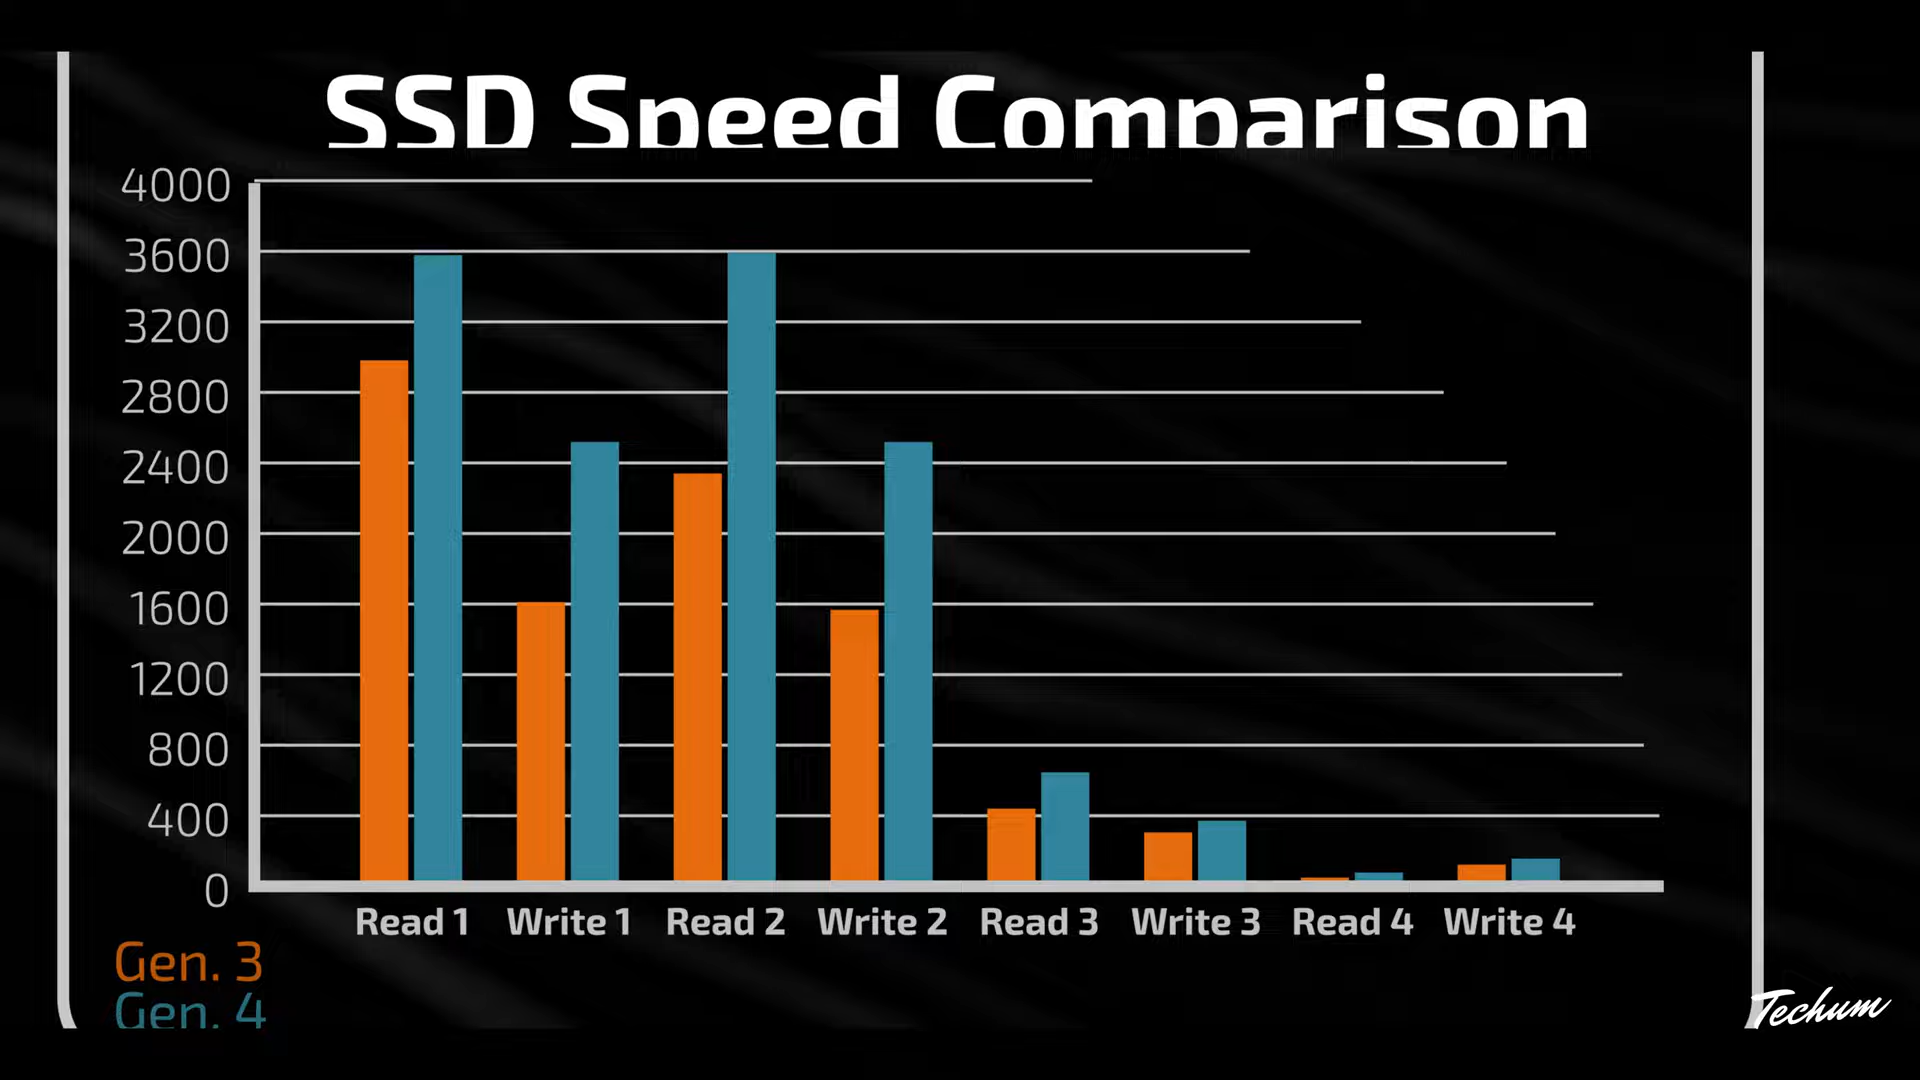 SSD Speed Comparison
4000
3600
3200
2800
2400
2000
1600
1200
800
400
0
Read 1 Write 1 Read 2 Write 2 Read 3 Write 3 Read 4 Write 4
Gen. 3
Gen. 4
Techum